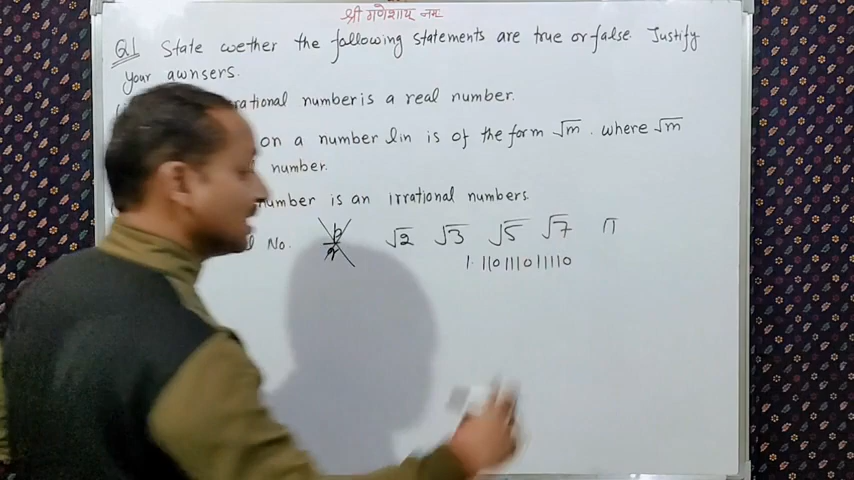 श्री गणेशाय नमः
Q1 State wether the following statements are true or false. Justify
your awnsers.
rational number is a real number.
on a number lin is of the form √m. where √m
number.
number is an irrational numbers.
No. p/q √2 √3 √5 √7 π
1.110111011110